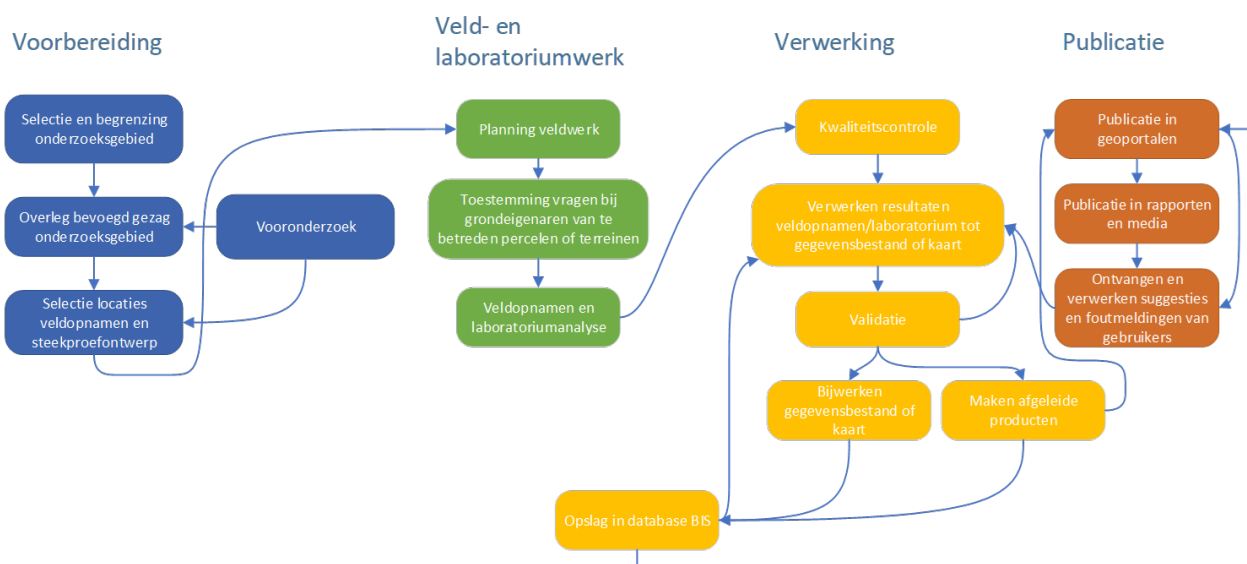 Voorbereiding
Selectie en begrenzing
onderzoeksgebied
Overleg bevoegd gezag
onderzoeksgebied
Vooronderzoek
Selectie locaties
veldopnamen en
steekproefontwerp
Veld- en
laboratoriumwerk
Planning veldwerk
Toestemming vragen bij
grondeigenaren van te
betreden percelen of terreinen
Veldopnamen en
laboratoriumanalyse
Verwerking
Kwaliteitscontrole
Verwerken resultaten
veldopnamen/laboratorium tot
gegevensbestand of kaart
Validatie
Bijwerken
gegevensbestand of
kaart
Maken afgeleide
producten
Opslag in database BIS
Publicatie
Publicatie in
geoportalen
Publicatie in rapporten
en media
Ontvangen en
verwerken suggesties
en foutmeldingen van
gebruikers